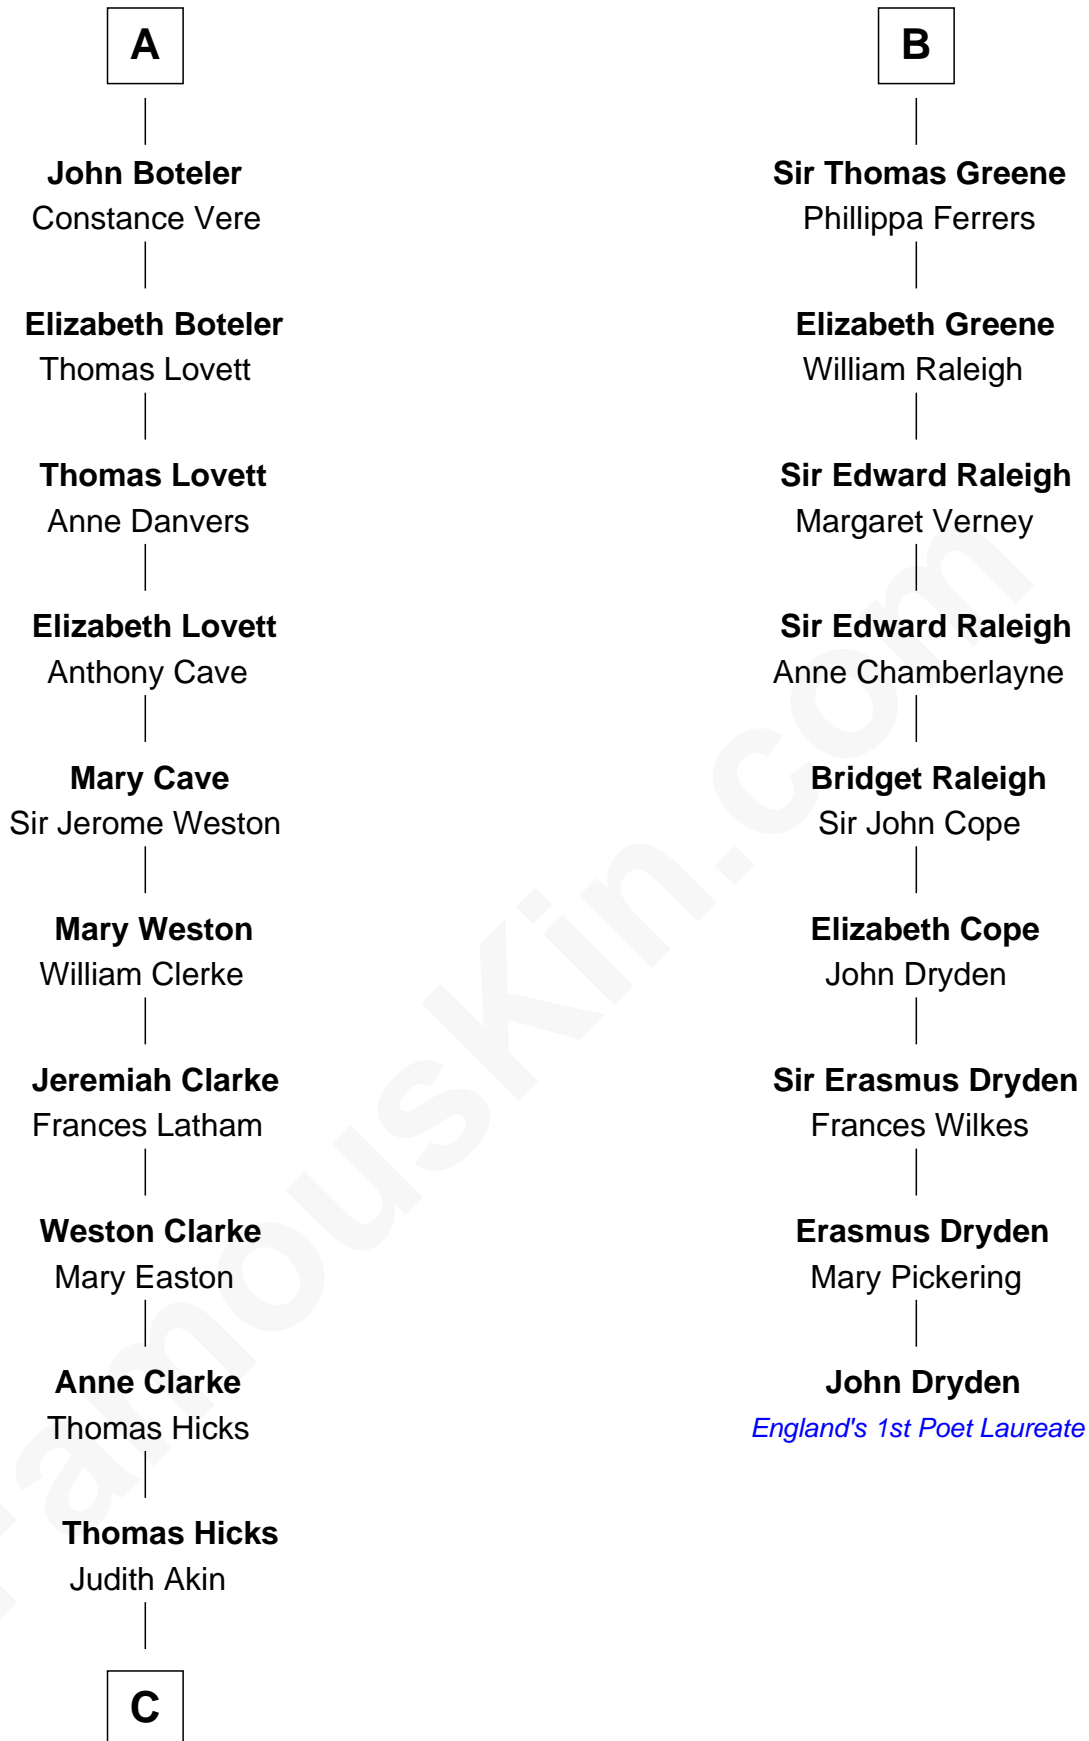 A
John Boteler
Constance Vere
Elizabeth Boteler
Thomas Lovett
Thomas Lovett
Anne Danvers
Elizabeth Lovett
Anthony Cave
Mary Cave
Sir Jerome Weston
Mary Weston
William Clerke
Jeremiah Clarke
Frances Latham
Weston Clarke
Mary Easton
Anne Clarke
Thomas Hicks
Thomas Hicks
Judith Akin
C
B
Sir Thomas Greene
Phillippa Ferrers
Elizabeth Greene
William Raleigh
Sir Edward Raleigh
Margaret Verney
Sir Edward Raleigh
Anne Chamberlayne
Bridget Raleigh
Sir John Cope
Elizabeth Cope
John Dryden
Sir Erasmus Dryden
Frances Wilkes
Erasmus Dryden
Mary Pickering
John Dryden
England's 1st Poet Laureate
FamousKin.com